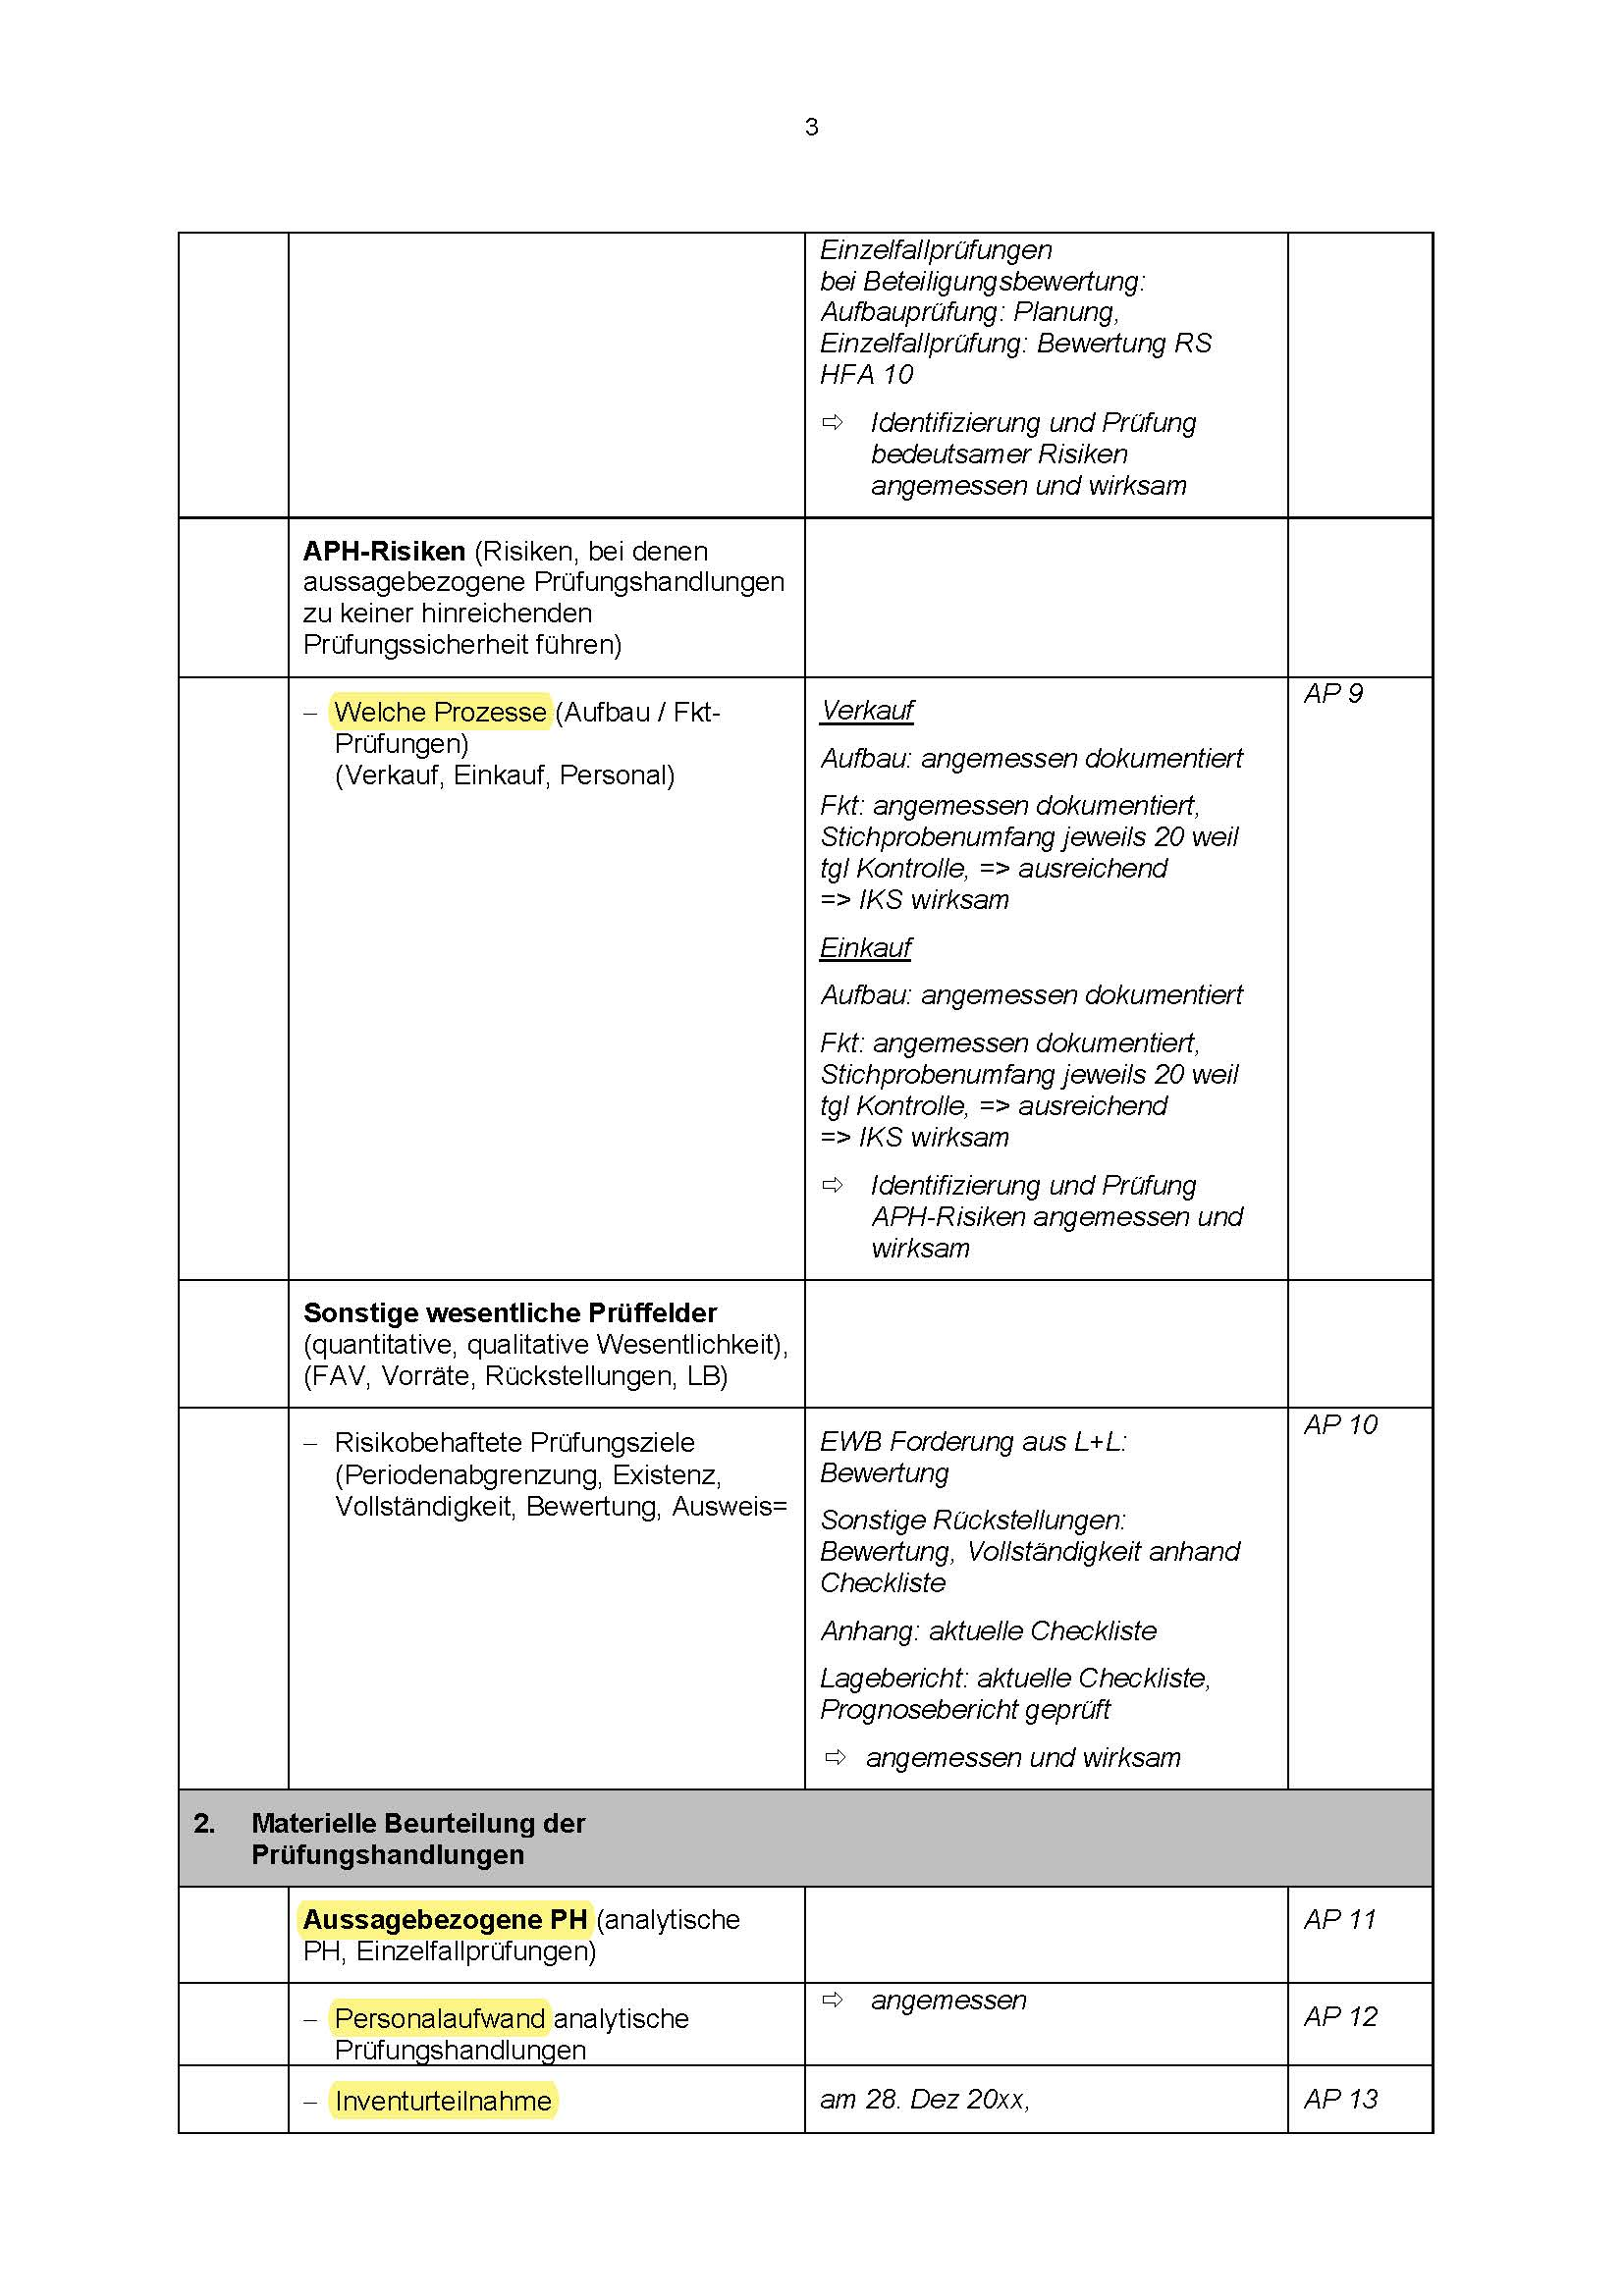 3
Einzelfallprüfungen
bei Beteiligungsbewertung:
Aufbauprüfung: Planung,
Einzelfallprüfung: Bewertung RS
HFA 10
⇨ Identifizierung und Prüfung
bedeutsamer Risiken
angemessen und wirksam
APH-Risiken (Risiken, bei denen
aussagebezogene Prüfungshandlungen
zu keiner hinreichenden
Prüfungssicherheit führen)
– Welche Prozesse (Aufbau / Fkt-
Prüfungen)
(Verkauf, Einkauf, Personal)
Verkauf
Aufbau: angemessen dokumentiert
Fkt: angemessen dokumentiert,
Stichprobenumfang jeweils 20 weil
tgl Kontrolle, => ausreichend
=> IKS wirksam
Einkauf
Aufbau: angemessen dokumentiert
Fkt: angemessen dokumentiert,
Stichprobenumfang jeweils 20 weil
tgl Kontrolle, => ausreichend
=> IKS wirksam
⇨ Identifizierung und Prüfung
APH-Risiken angemessen und
wirksam
AP 9
Sonstige wesentliche Prüffelder
(quantitative, qualitative Wesentlichkeit),
(FAV, Vorräte, Rückstellungen, LB)
– Risikobehaftete Prüfungsziele
(Periodenabgrenzung, Existenz,
Vollständigkeit, Bewertung, Ausweis=
EWB Forderung aus L+L:
Bewertung
Sonstige Rückstellungen:
Bewertung, Vollständigkeit anhand
Checkliste
Anhang: aktuelle Checkliste
Lagebericht: aktuelle Checkliste,
Prognosebericht geprüft
⇨ angemessen und wirksam
AP 10
2. Materielle Beurteilung der
Prüfungshandlungen
Aussagebezogene PH (analytische
PH, Einzelfallprüfungen)
AP 11
– Personalaufwand analytische
Prüfungshandlungen
⇨ angemessen
AP 12
– Inventurteilnahme
am 28. Dez 20xx,
AP 13